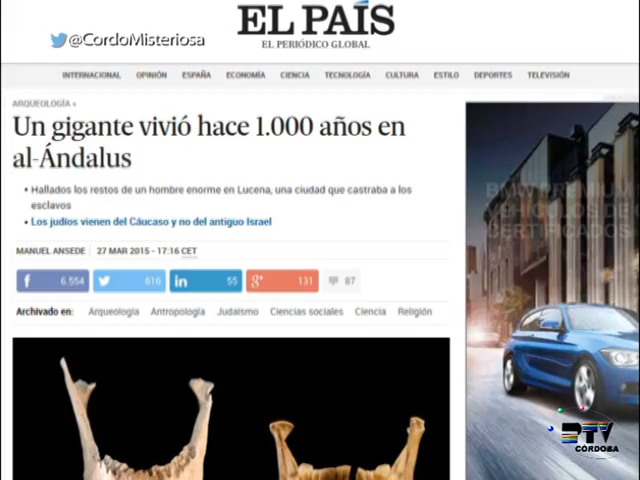 @CordoMisteriosa
EL PAÍS
EL PERIÓDICO GLOBAL
INTERNACIONAL OPINIÓN ESPAÑA ECONOMÍA CIENCIA TECNOLOGÍA CULTURA ESTILO DEPORTES TELEVISIÓN
ARQUEOLOGÍA »
Un gigante vivió hace 1.000 años en
al-Ándalus
• Hallados los restos de un hombre enorme en Lucena, una ciudad que castraba a los
esclavos
• Los judíos vienen del Cáucaso y no del antiguo Israel
MANUEL ANSEDE | 27 MAR 2015 - 17:16 CET
f 6.554 616 in 55 g+ 131 87
Archivado en: Arqueología Antropología Judaísmo Ciencias sociales Ciencia Religión
BMW PREMIUM
VEHÍCULOS DE
CERTIFICADOS
PTV
CÓRDOBA